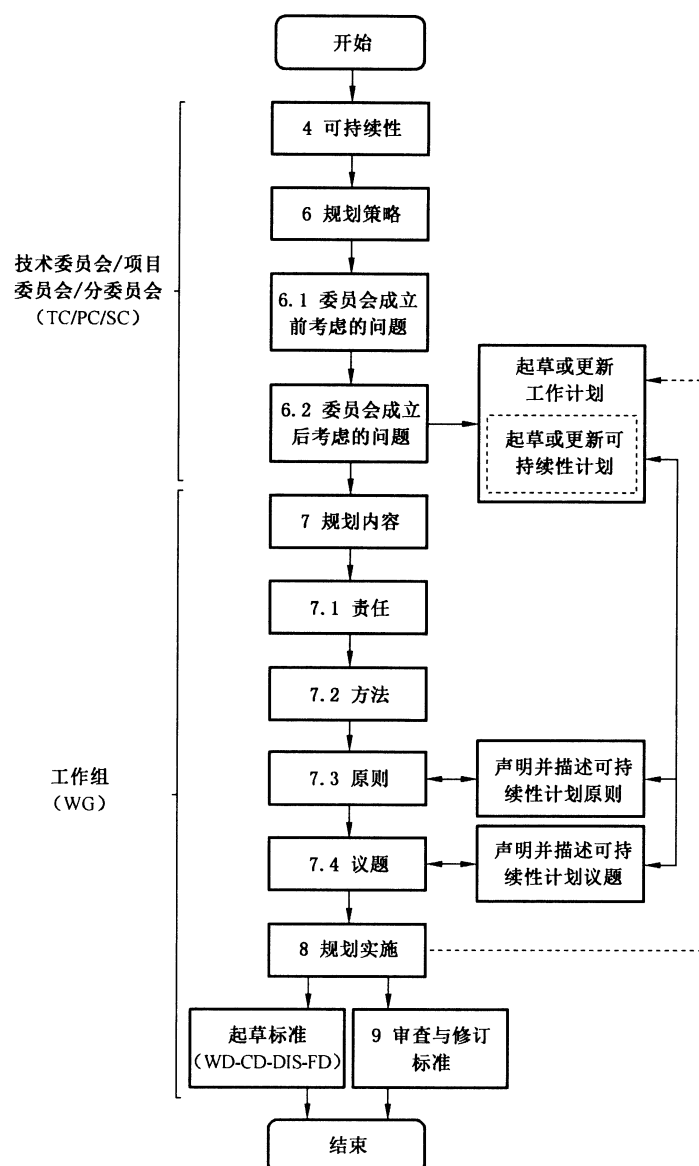 开始
4 可持续性
6 规划策略
技术委员会/项目
委员会/分委员会
（TC/PC/SC）
6.1 委员会成立
前考虑的问题
6.2 委员会成立
后考虑的问题
起草或更新
工作计划
起草或更新可
持续性计划
7 规划内容
7.1 责任
7.2 方法
工作组
（WG）
7.3 原则
声明并描述可持
续性计划原则
7.4 议题
声明并描述可持
续性计划议题
8 规划实施
起草标准
（WD-CD-DIS-FD）
9 审查与修订
标准
结束